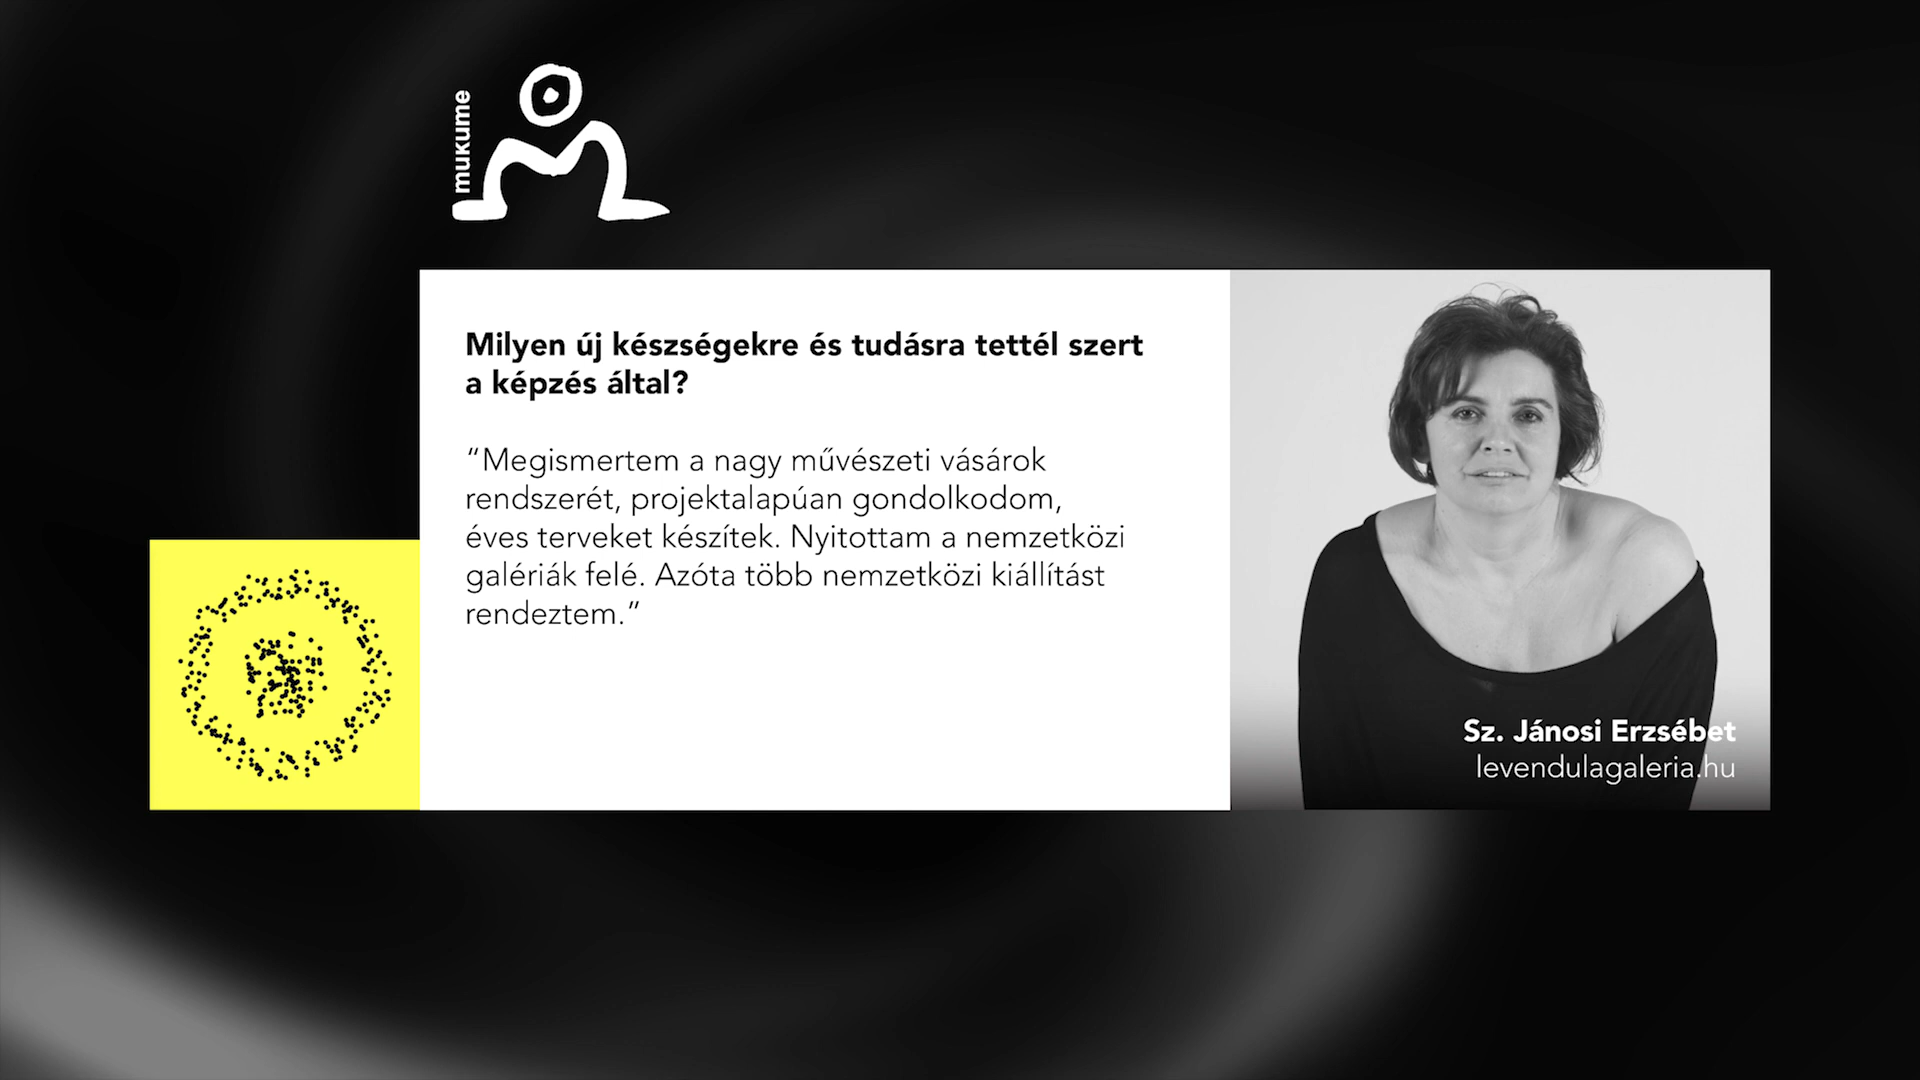 mukume
Milyen új készségekre és tudásra tettél szert
a képzés által?
“Megismertem a nagy művészeti vásárok
rendszerét, projektalapúan gondolkodom,
éves terveket készítek. Nyitottam a nemzetközi
galériák felé. Azóta több nemzetközi kiállítást
rendeztem.”
Sz. Jánosi Erzsébet
levendulagaleria.hu